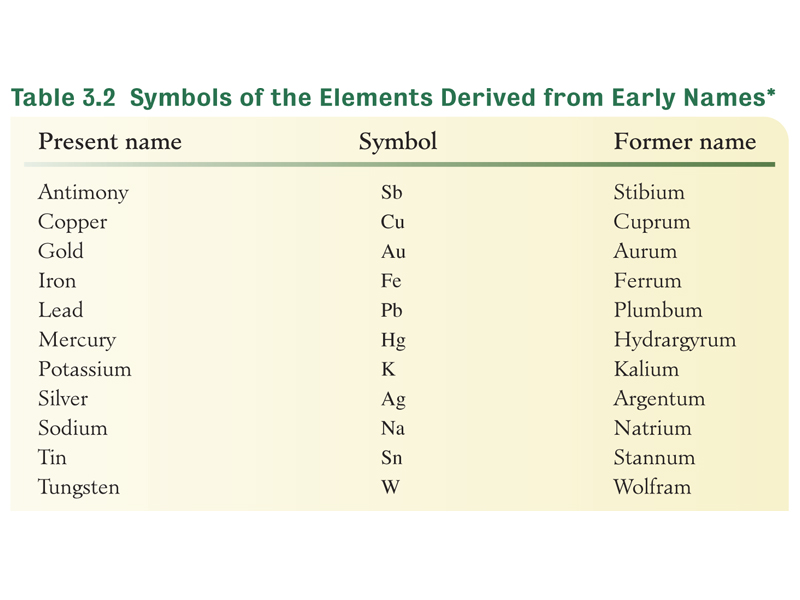 Table 3.2 Symbols of the Elements Derived from Early Names*
Present name Symbol Former name
Antimony Sb Stibium
Copper Cu Cuprum
Gold Au Aurum
Iron Fe Ferrum
Lead Pb Plumbum
Mercury Hg Hydrargyrum
Potassium K Kalium
Silver Ag Argentum
Sodium Na Natrium
Tin Sn Stannum
Tungsten W Wolfram